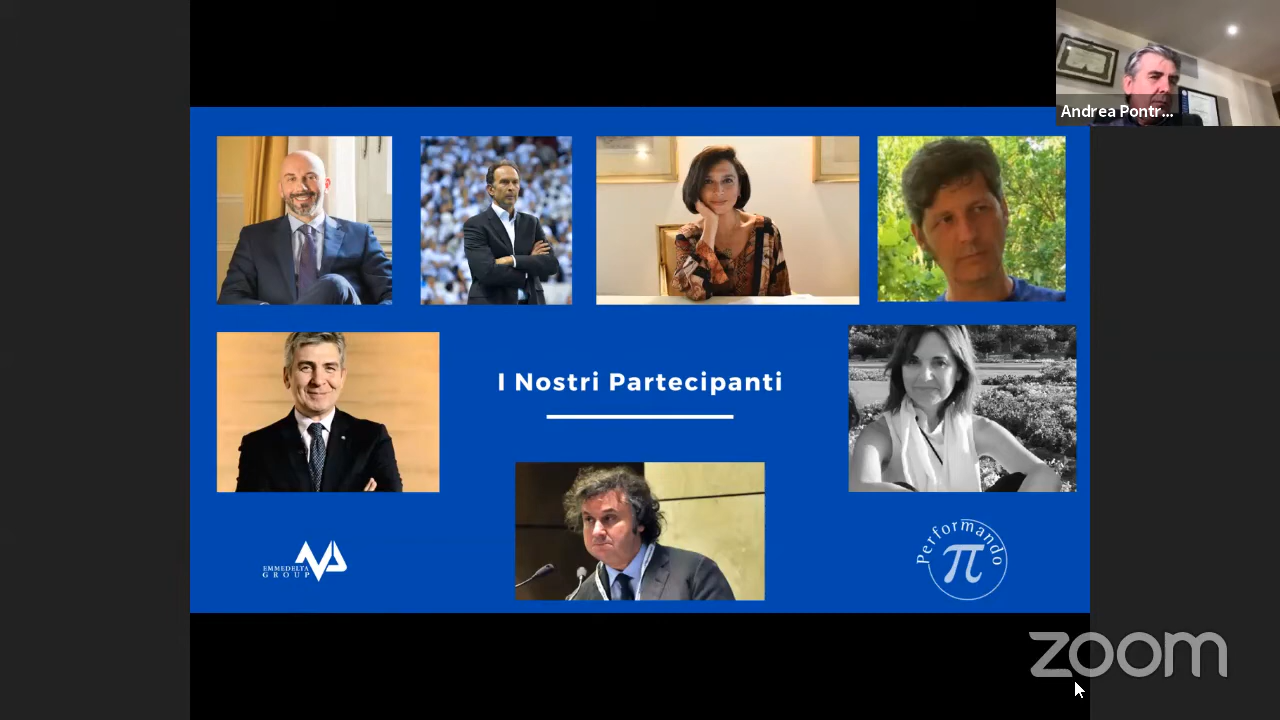 Andrea Pontr...
I Nostri Partecipanti
EMMEDELTA
GROUP
Performando
π
zoom